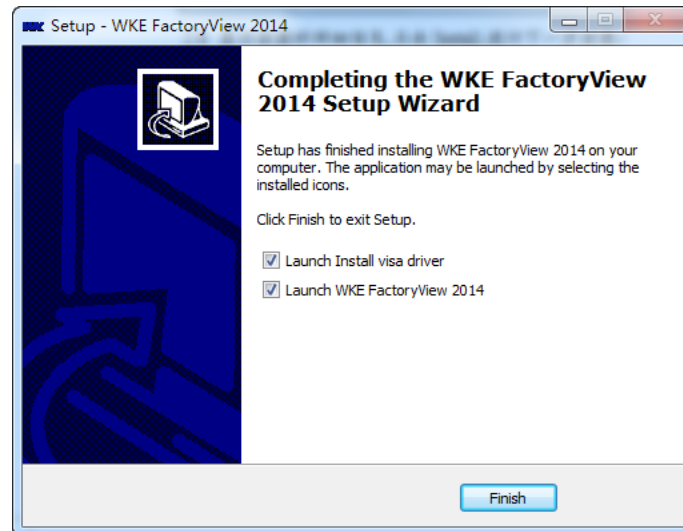 Setup - WKE FactoryView 2014
Completing the WKE FactoryView
2014 Setup Wizard
Setup has finished installing WKE FactoryView 2014 on your
computer. The application may be launched by selecting the
installed icons.
Click Finish to exit Setup.
Launch Install visa driver
Launch WKE FactoryView 2014
Finish